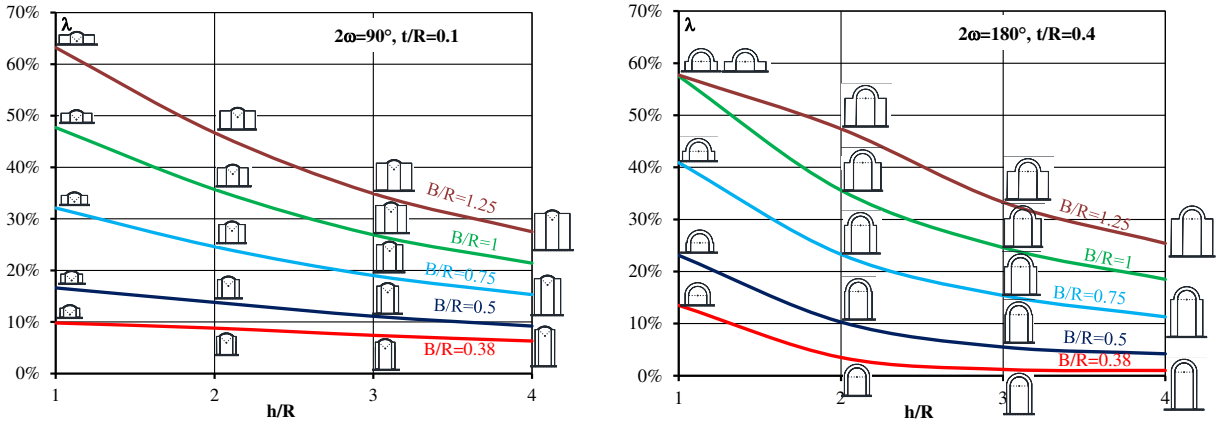 70%
λ
2ω=90°, t/R=0.1
60%
50%
40%
30%
20%
10%
0%
B/R=1.25
B/R=1
B/R=0.75
B/R=0.5
B/R=0.38
1
2
3
4
h/R
70%
λ
2ω=180°, t/R=0.4
60%
50%
40%
30%
20%
10%
0%
B/R=1.25
B/R=1
B/R=0.75
B/R=0.5
B/R=0.38
1
2
3
4
h/R